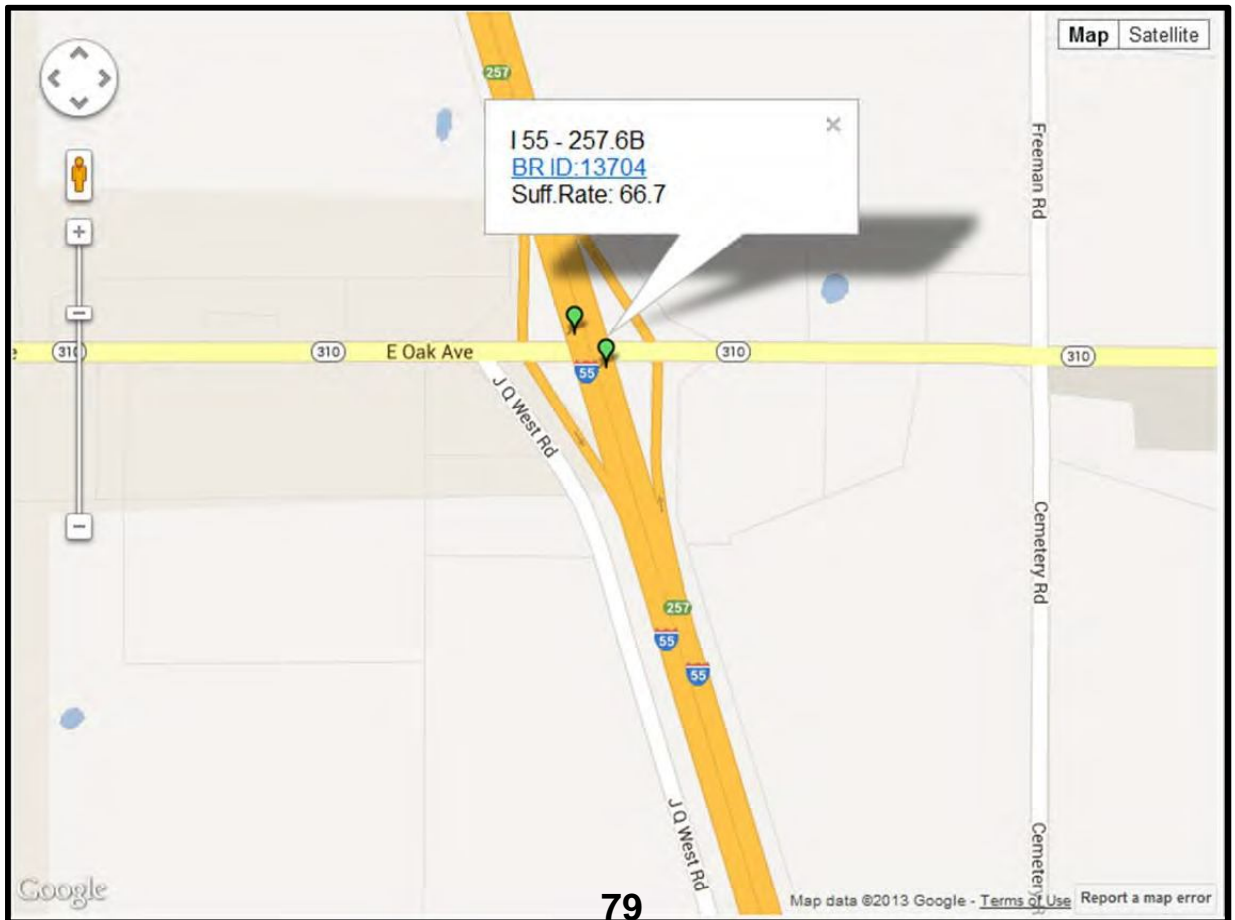 Map Satellite
257
I 55 - 257.6B
BR ID:13704
Suff.Rate: 66.7
Freeman Rd
310
310
E Oak Ave
310
310
55
J Q West Rd
Cemetery Rd
257
55
55
J Q West Rd
Cemetery
Google
79
Map data ©2013 Google - Terms of Use
Report a map error